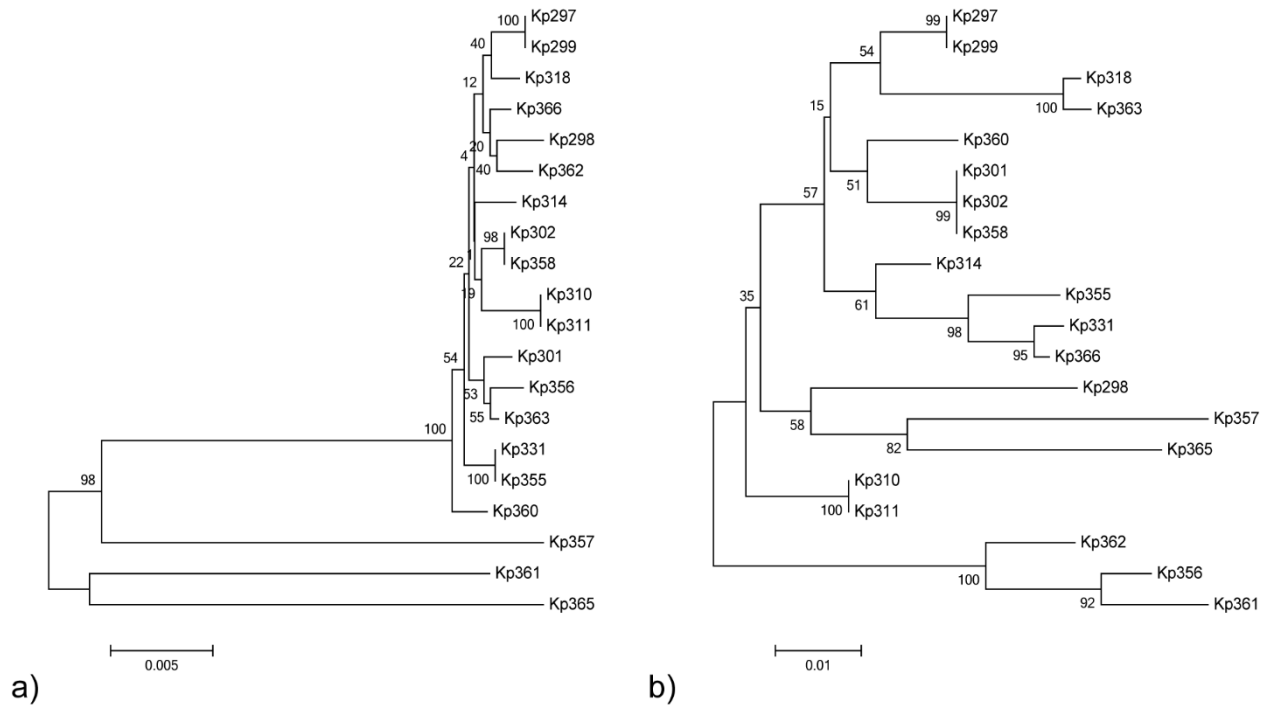 100
Kp297
Kp299
40
Kp318
12
Kp366
20
Kp298
4
40
Kp362
Kp314
98
Kp302
Kp358
1
22
19
Kp310
100
Kp311
Kp301
54
53
Kp356
55
Kp363
100
Kp331
100
Kp355
98
Kp360
Kp357
Kp361
Kp365
0.005
a)
99
Kp297
Kp299
54
Kp318
100
Kp363
15
Kp360
51
Kp301
57
Kp302
99
Kp358
Kp314
35
61
Kp355
98
Kp331
95
Kp366
Kp298
58
Kp357
82
Kp365
Kp310
100
Kp311
Kp362
100
Kp356
92
Kp361
0.01
b)